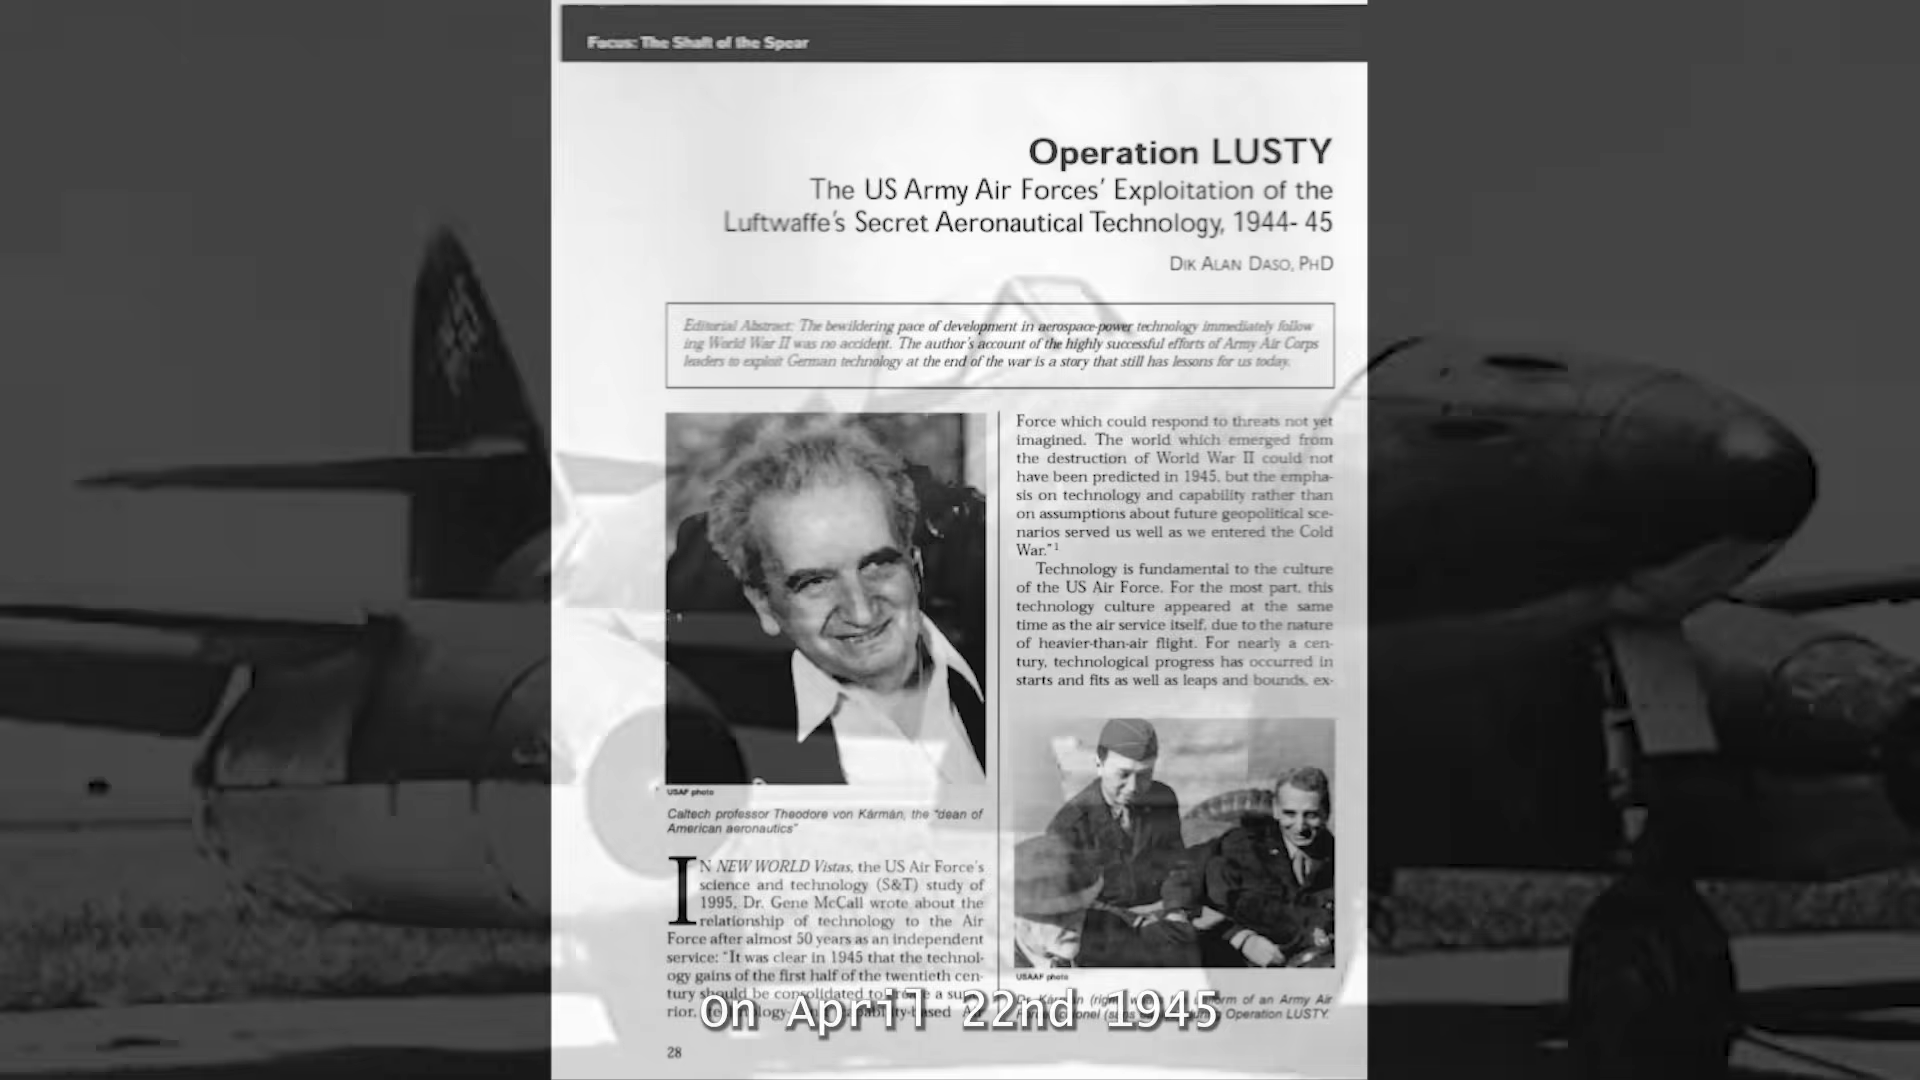 Focus: The Shaft of the Spear
Operation LUSTY
The US Army Air Forces' Exploitation of the
Luftwaffe's Secret Aeronautical Technology, 1944- 45
DIK ALAN DASO, PHD
Editorial Abstract: The bewildering pace of development in aerospace-power technology immediately follow
ing World War II was no accident. The author's account of the highly successful efforts of Army Air Corps
leaders to exploit German technology at the end of the war is a story that still has lessons for us today.
USAF photo
Caltech professor Theodore von Kármán, the "dean of
American aeronautics"
IN NEW WORLD Vistas, the US Air Force's
science and technology (S&T) study of
1995, Dr. Gene McCall wrote about the
relationship of technology to the Air
Force after almost 50 years as an independent
service: "It was clear in 1945 that the technol-
ogy gains of the first half of the twentieth cen-
tury should be consolidated to a
rior,
Force which could respond to threats not yet
imagined. The world which emerged from
the destruction of World War II could not
have been predicted in 1945, but the empha-
sis on technology and capability rather than
on assumptions about future geopolitical sce-
narios served us well as we entered the Cold
War."1
Technology is fundamental to the culture
of the US Air Force. For the most part, this
technology culture appeared at the same
time as the air service itself, due to the nature
of heavier-than-air flight. For nearly a cen-
tury, technological progress has occurred in
starts and fits as well as leaps and bounds, ex-
USAAF photo
of an Army Air
Operation LUSTY.
28
On April 22nd 1945